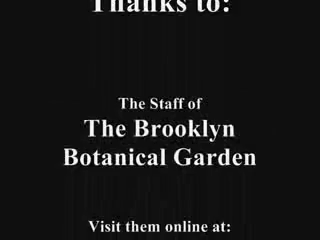 Thanks to:
The Staff of
The Brooklyn
Botanical Garden
Visit them online at: